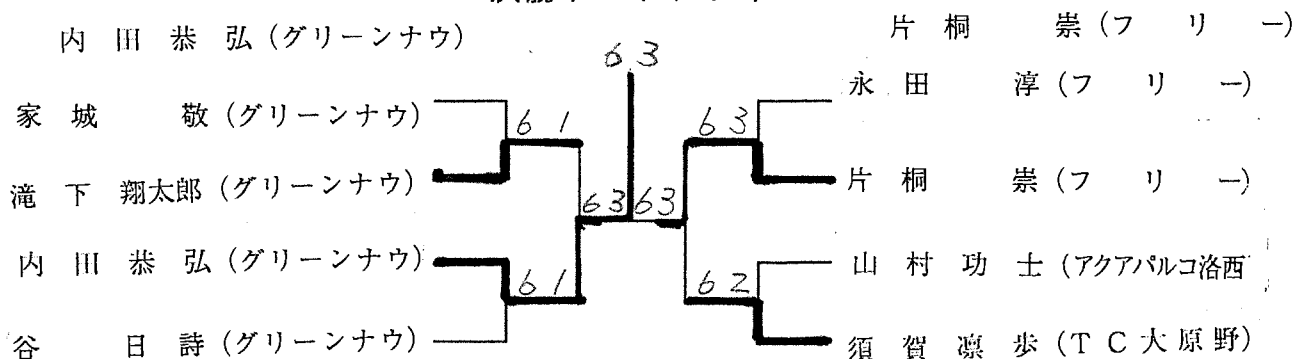 内田恭弘(グリーンナウ)
片桐 崇(フリー)
63
家城 敬(グリーンナウ)
61
63
永田 淳(フリー)
滝下 翔太郎(グリーンナウ)
63 63
片桐 崇(フリー)
内田恭弘(グリーンナウ)
61
62
山村功士(アクアパルコ洛西
谷 日詩(グリーンナウ)
須賀凛歩(TC大原野)